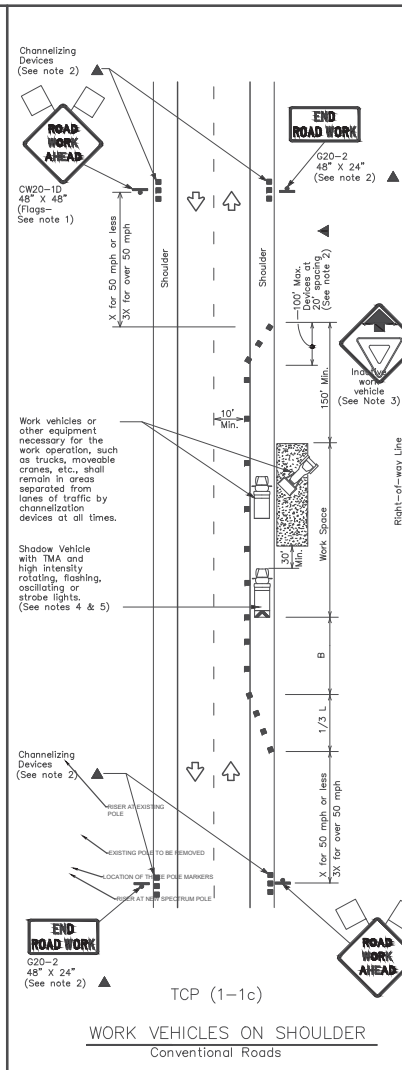 Channelizing
Devices
(See note 2)
ROAD
WORK
AHEAD
CW20-1D
48" X 48"
(Flags-
See note 1)
END
ROAD WORK
G20-2
48" X 24"
(See note 2)
X for 50 mph or less
3X for over 50 mph
Shoulder
Shoulder
100' Max.
Devices at
20' spacing
(See note 2)
150' Min.
Inactive
work
vehicle
(See Note 3)
Right-of-way Line
10'
Min.
Work vehicles or
other equipment
necessary for the
work operation, such
as trucks, moveable
cranes, etc., shall
remain in areas
separated from
lanes of traffic by
channelization
devices at all times.
Work Space
30'
Min.
Shadow Vehicle
with TMA and
high intensity
rotating, flashing,
oscillating or
strobe lights.
(See notes 4 & 5)
B
1/3 L
Channelizing
Devices
(See note 2)
RISER AT EXISTING
POLE
EXISTING POLE TO BE REMOVED
LOCATION OF THREE POLE MARKERS
RISER AT NEW SPECTRUM POLE
X for 50 mph or less
3X for over 50 mph
END
ROAD WORK
G20-2
48" X 24"
(See note 2)
ROAD
WORK
AHEAD
TCP (1-1c)
WORK VEHICLES ON SHOULDER
Conventional Roads